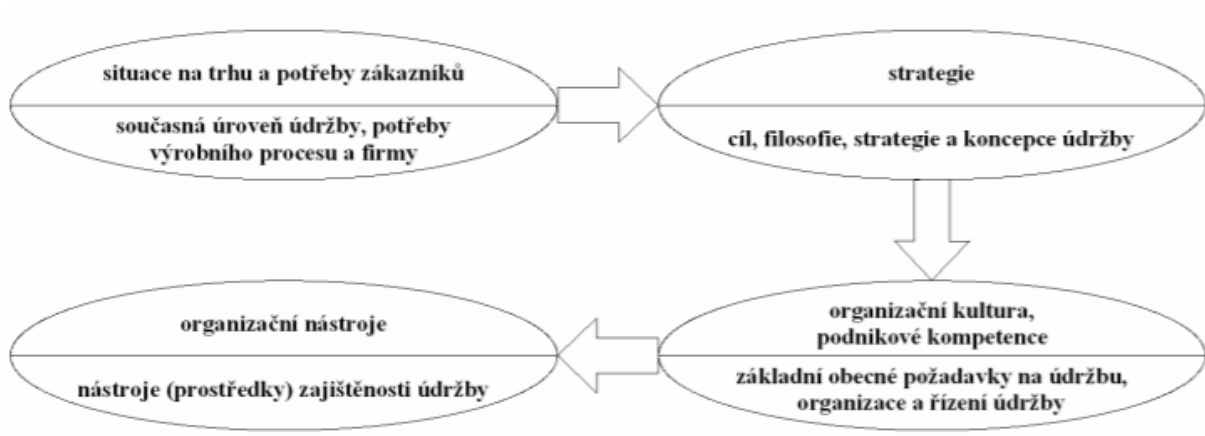 situace na trhu a potřeby zákazníků
současná úroveň údržby, potřeby
výrobního procesu a firmy
strategie
cíl, filosofie, strategie a koncepce údržby
organizační kultura,
podnikové kompetence
základní obecné požadavky na údržbu,
organizace a řízení údržby
organizační nástroje
nástroje (prostředky) zajištěnosti údržby